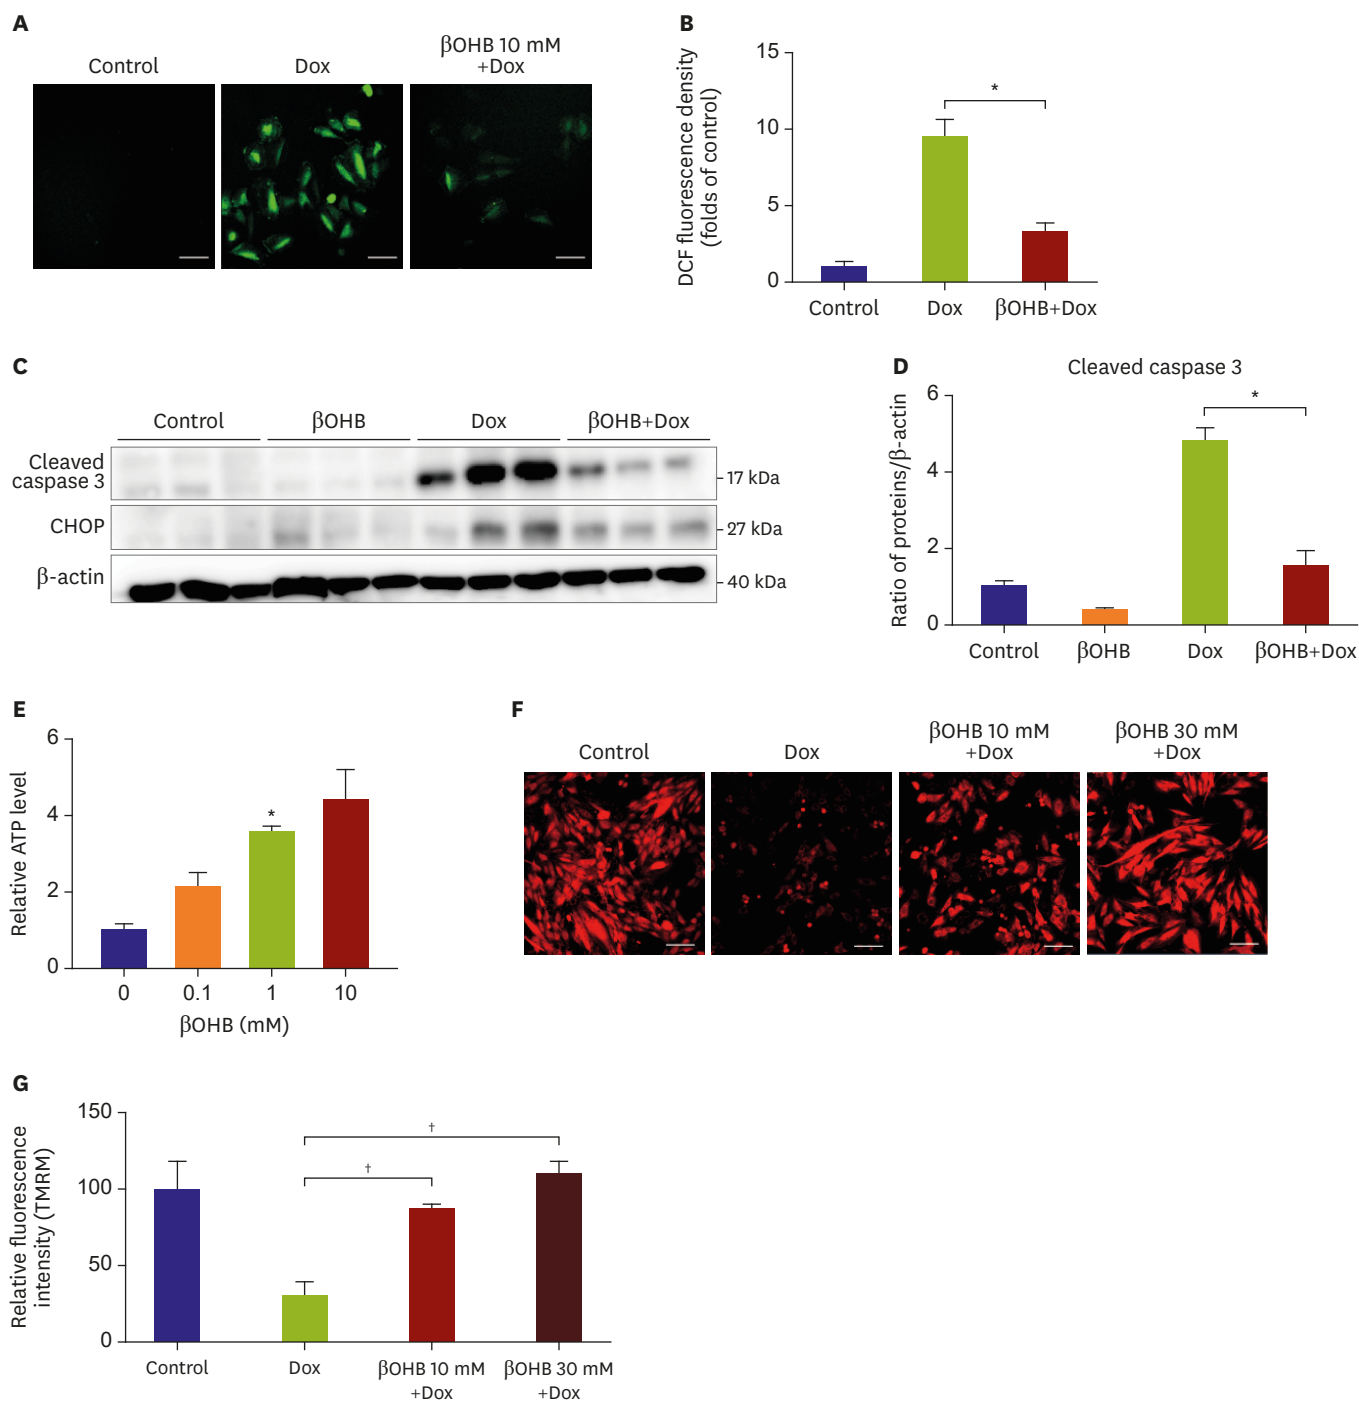 A
Control
Dox
βOHB 10 mM
+Dox
B
DCF fluorescence density
(folds of control)
15
10
5
0
*
Control
Dox
βOHB+Dox
C
Control
βOHB
Dox
βOHB+Dox
Cleaved
caspase 3
17 kDa
CHOP
27 kDa
β-actin
40 kDa
D
Cleaved caspase 3
Ratio of proteins/β-actin
6
4
2
0
*
Control
βOHB
Dox
βOHB+Dox
E
Relative ATP level
6
4
2
0
*
0
0.1
1
10
βOHB (mM)
F
Control
Dox
βOHB 10 mM
+Dox
βOHB 30 mM
+Dox
G
Relative fluorescence
intensity (TMRM)
150
100
50
0
†
†
Control
Dox
βOHB 10 mM
+Dox
βOHB 30 mM
+Dox